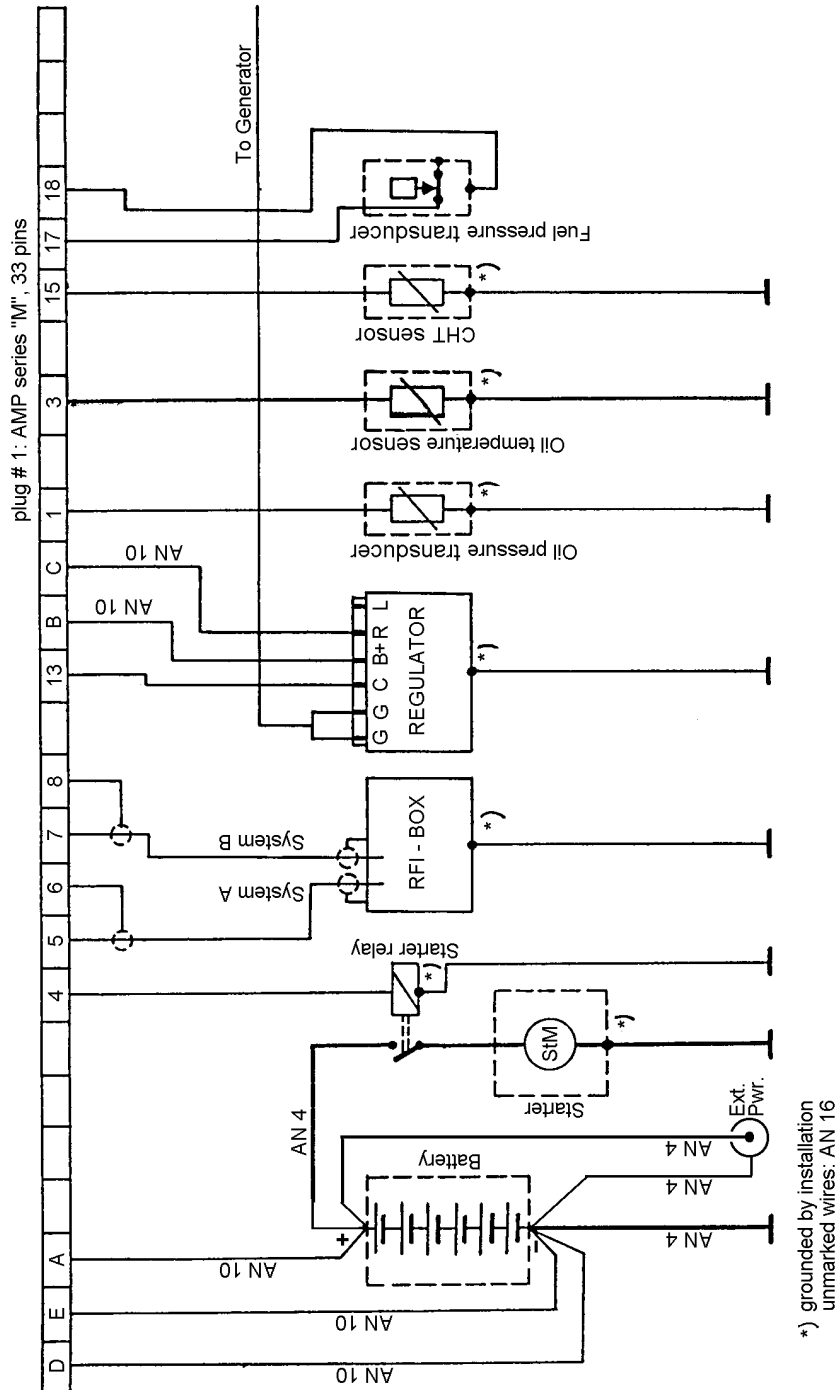 plug # 1: AMP series "M", 33 pins
D
E
A
4
5
6
7
8
13
B
C
1
3
15
17
18
To Generator
AN 10
AN 10
AN 10
AN 10
AN 10
System A
System B
AN 4
Battery
+
-
AN 4
AN 4
AN 4
Ext.
Pwr.
Starter relay
*)
StM
Starter
*)
RFI - BOX
*)
G G C B+ R L
REGULATOR
*)
Oil pressure transducer
*)
Oil temperature sensor
*)
CHT sensor
*)
Fuel pressure transducer
*) grounded by installation
unmarked wires: AN 16